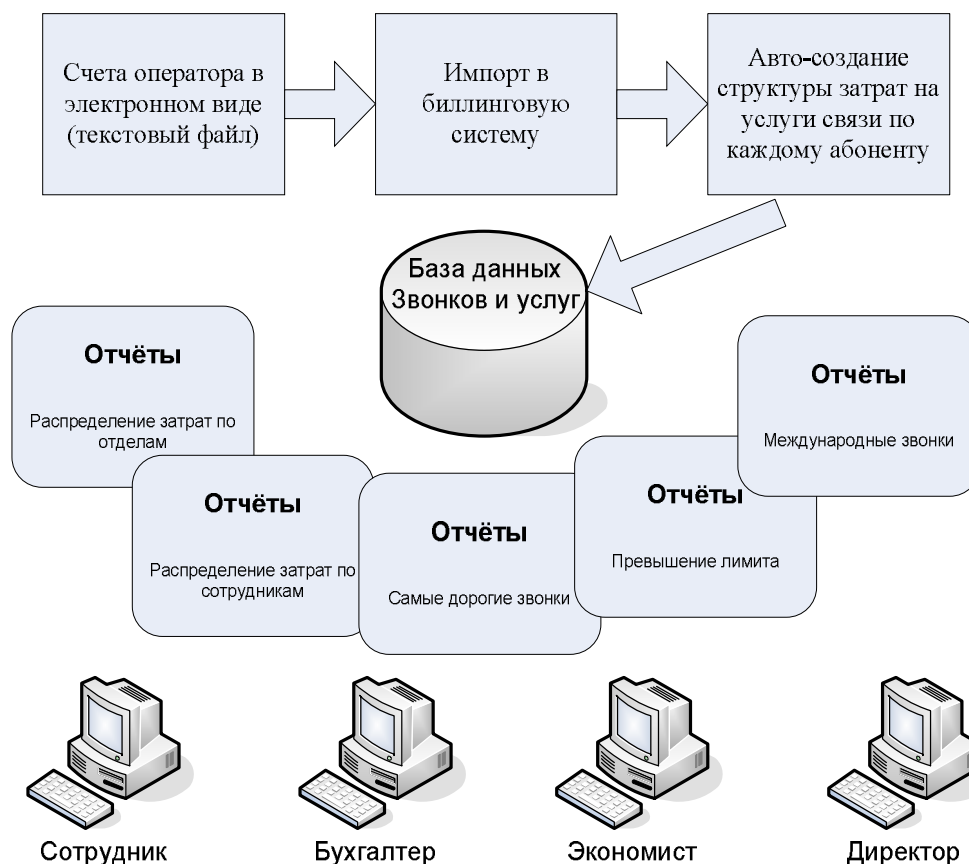 Счета оператора в
электронном виде
(текстовый файл)
Импорт в
биллинговую
систему
Авто-создание
структуры затрат на
услуги связи по
каждому абоненту
База данных
Звонков и услуг
Отчёты
Распределение затрат по
отделам
Отчёты
Распределение затрат по
сотрудникам
Отчёты
Самые дорогие звонки
Отчёты
Превышение лимита
Отчёты
Международные звонки
Сотрудник
Бухгалтер
Экономист
Директор